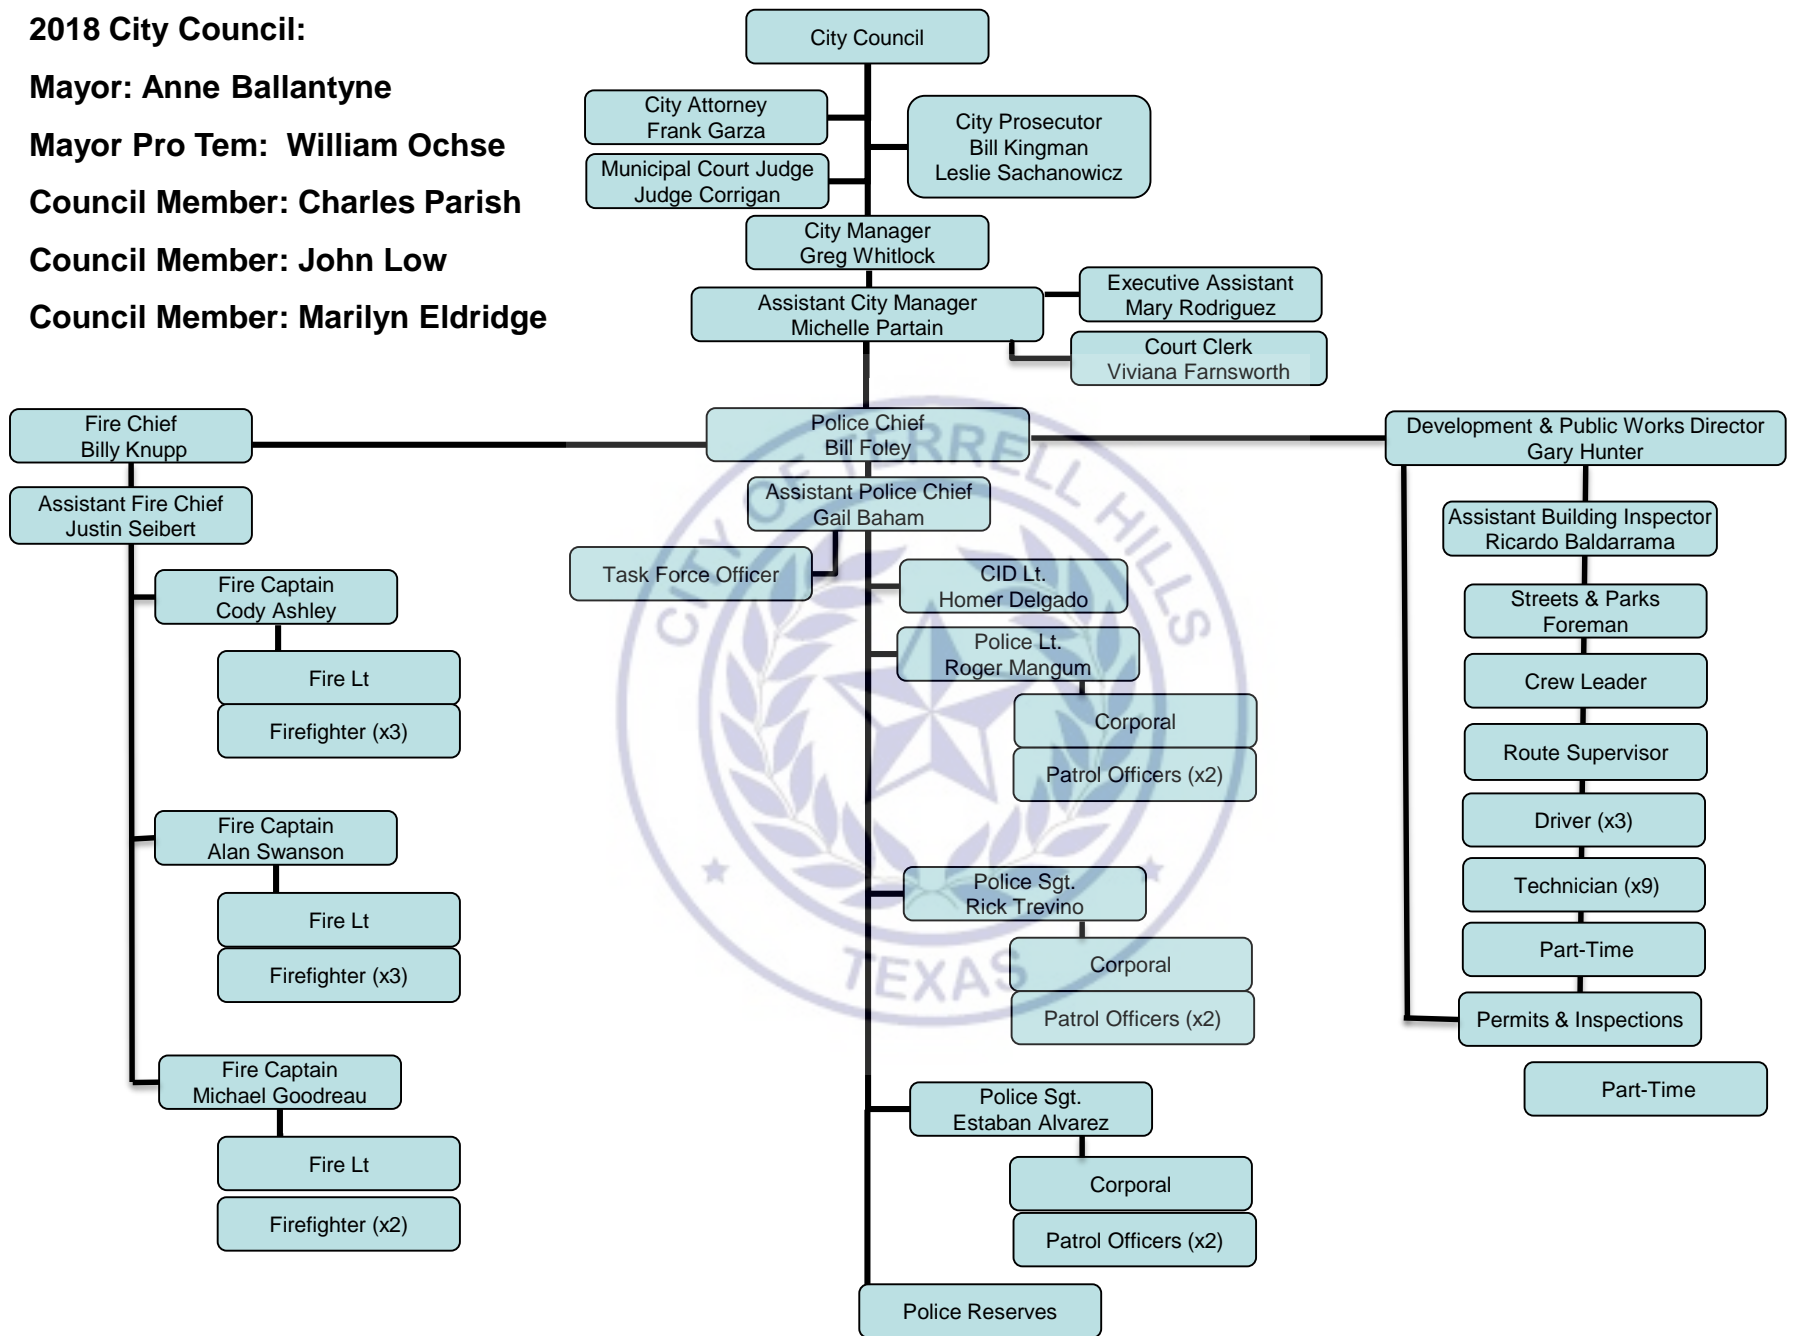 2018 City Council:
Mayor: Anne Ballantyne
Mayor Pro Tem:  William Ochse
Council Member: Charles Parish
Council Member: John Low
Council Member: Marilyn Eldridge
City Council
City Attorney
Frank Garza
City Prosecutor
Bill Kingman
Leslie Sachanowicz
Municipal Court Judge
Judge Corrigan
City Manager
Greg Whitlock
Assistant City Manager
Michelle Partain
Executive Assistant
Mary Rodriguez
Court Clerk
Viviana Farnsworth
Fire Chief
Billy Knupp
Assistant Fire Chief
Justin Seibert
Fire Captain
Cody Ashley
Fire Lt
Firefighter (x3)
Fire Captain
Alan Swanson
Fire Lt
Firefighter (x3)
Fire Captain
Michael Goodreau
Fire Lt
Firefighter (x2)
Police Chief
Bill Foley
Assistant Police Chief
Gail Baham
Task Force Officer
CID Lt.
Homer Delgado
Police Lt.
Roger Mangum
Corporal
Patrol Officers (x2)
Police Sgt.
Rick Trevino
Corporal
Patrol Officers (x2)
Police Sgt.
Estaban Alvarez
Corporal
Patrol Officers (x2)
Police Reserves
Development & Public Works Director
Gary Hunter
Assistant Building Inspector
Ricardo Baldarrama
Streets & Parks
Foreman
Crew Leader
Route Supervisor
Driver (x3)
Technician (x9)
Part-Time
Permits & Inspections
Part-Time
CITY OF TERRELL HILLS
TEXAS